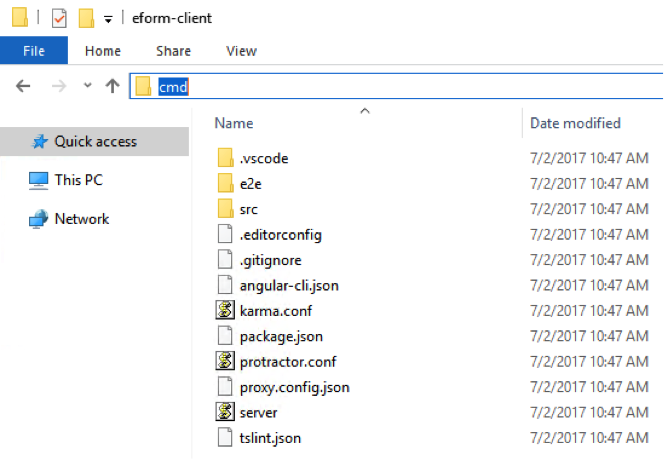 eform-client
File Home Share View
cmd
Name Date modified
Quick access
This PC
Network
.vscode 7/2/2017 10:47 AM
e2e 7/2/2017 10:47 AM
src 7/2/2017 10:47 AM
.editorconfig 7/2/2017 10:47 AM
.gitignore 7/2/2017 10:47 AM
angular-cli.json 7/2/2017 10:47 AM
karma.conf 7/2/2017 10:47 AM
package.json 7/2/2017 10:47 AM
protractor.conf 7/2/2017 10:47 AM
proxy.config.json 7/2/2017 10:47 AM
server 7/2/2017 10:47 AM
tslint.json 7/2/2017 10:47 AM